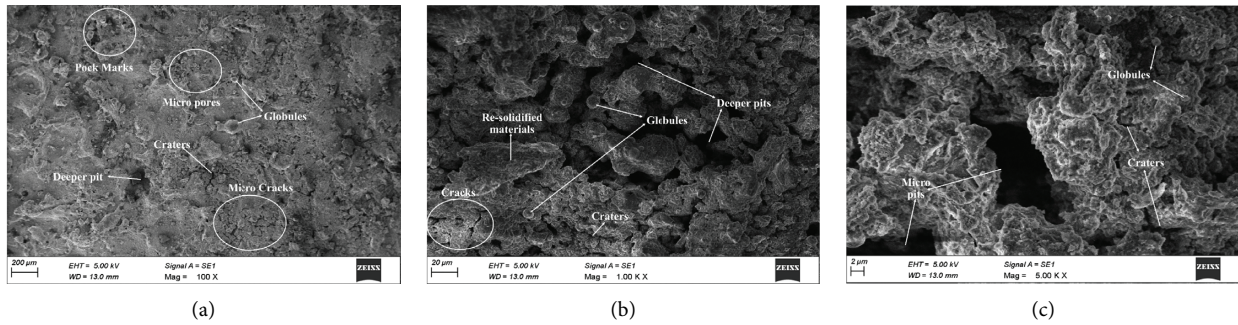 Pock Marks
Micro pores
Globules
Craters
Deeper pit
Micro Cracks
200 µm
EHT = 5.00 kV
Signal A = SE1
WD = 13.0 mm
Mag = 100 X
ZEISS
(a)
Deeper pits
Globules
Re-solidified
materials
Cracks
Craters
20 µm
EHT = 5.00 kV
Signal A = SE1
WD = 13.0 mm
Mag = 1.00 K X
ZEISS
(b)
Globules
Craters
Micro
pits
2 µm
EHT = 5.00 kV
Signal A = SE1
WD = 13.0 mm
Mag = 5.00 K X
ZEISS
(c)